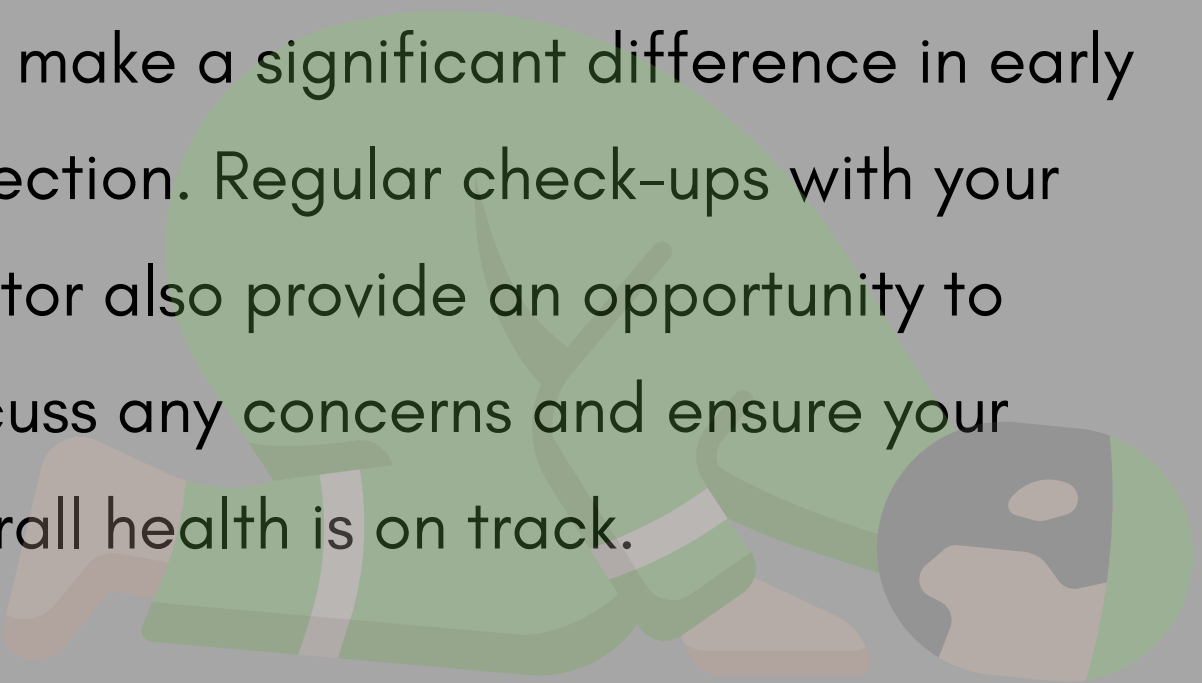 make a significant difference in early
ection. Regular check-ups with your
tor also provide an opportunity to
cuss any concerns and ensure your
rall health is on track.